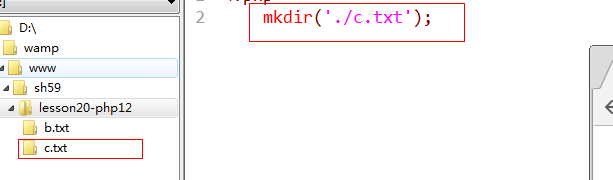 D:\
wamp
www
sh59
lesson20-php12
b.txt
c.txt
2 mkdir('./c.txt');